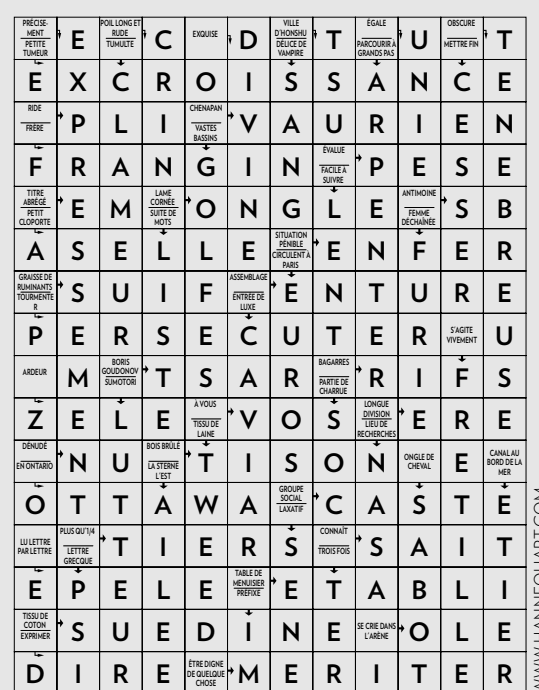 PRÉCISE-
MENT
PETITE
TUMEUR
E
POIL LONG ET
RUDE
TUMULTE
C
EXQUISE
D
VILLE
D'HONSHU
DÉLICE DE
VAMPIRE
T
ÉGALE
PARCOURIR À
GRANDS PAS
U
OBSCURE
METTRE FIN
T
E X C R O I S S A N C E
RIDE
FRÈRE
P L I
CHENAPAN
VASTES
BASSINS
V A U R I E N
F R A N G I N
ÉVALUE
FACILE A
SUIVRE
P E S E
TITRE
ABRÉGÉ
PETIT
CLOPORTE
E M
LAME
CORNÉE
SUITE DE
MOTS
O N G L E
ANTIMOINE
FEMME
DÉCHAÎNÉE
S B
A S E L L E
SITUATION
PÉNIBLE
CIRCULENT À
PARIS
E N F E R
GRAISSE DE
RUMINANTS
TOURMENTE
R
S U I F
ASSEMBLAGE
ENTRÉE DE
LUXE
E N T U R E
P E R S E C U T E R
S'AGITE
VIVEMENT
U
ARDEUR
M
BORIS
GOUDONOV
SUMOTORI
T S A R
BAGARRES
PARTIE DE
CHARRUE
R I F S
Z E L E
À VOUS
TISSU DE
LAINE
V O S
LONGUE
DIVISION
LIEU DE
RECHERCHES
E R E
DÉNUDÉ
EN ONTARIO
N U
BOIS BRÛLÉ
LA STERNE
L'EST
T I S O N
ONGLE DE
CHEVAL
E
CANAL AU
BORD DE LA
MER
O T T A W A
GROUPE
SOCIAL
LAXATIF
C A S T E
LU LETTRE
PAR LETTRE
PLUS QU'1/4
LETTRE
GRECQUE
T I E R S
CONNAÎT
TROIS FOIS
S A I T
E P E L E
TABLE DE
MENUISIER
PRÉFIXE
E T A B L I
TISSU DE
COTON
EXPRIMER
S U E D I N E
SE CRIE DANS
L'ARÈNE
O L E
D I R E
ÊTRE DIGNE
DE QUELQUE
CHOSE
M E R I T E R
WWW.HANNEQUART.COM